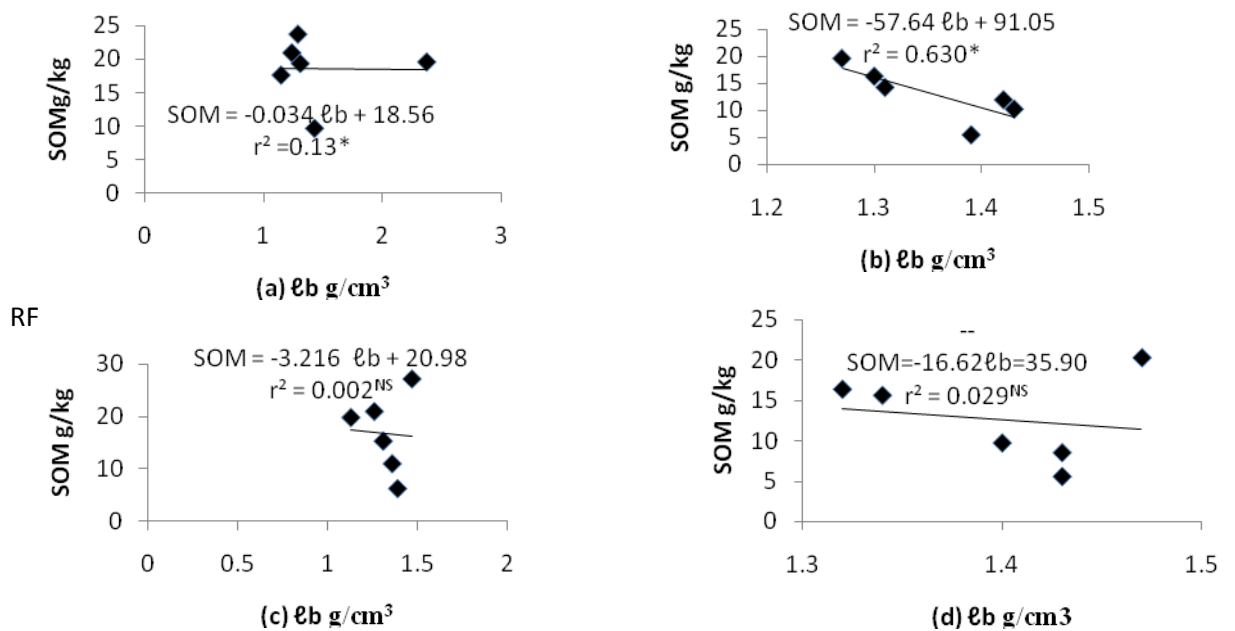 25
20
15
10
5
0
SOMg/kg
SOM = -0.034 ℓb + 18.56
r² =0.13*
0 1 2 3
(a) ℓb g/cm³
SOM = -57.64 ℓb + 91.05
r² = 0.630*
25
20
15
10
5
0
SOM g/kg
1.2 1.3 1.4 1.5
(b) ℓb g/cm³
RF
SOM = -3.216 ℓb + 20.98
r² = 0.002ᴺˢ
30
20
10
0
SOM g/kg
0 0.5 1 1.5 2
(c) ℓb g/cm³
--
SOM=-16.62ℓb=35.90
r² = 0.029ᴺˢ
25
20
15
10
5
0
SOM g/kg
1.3 1.4 1.5
(d) ℓb g/cm3